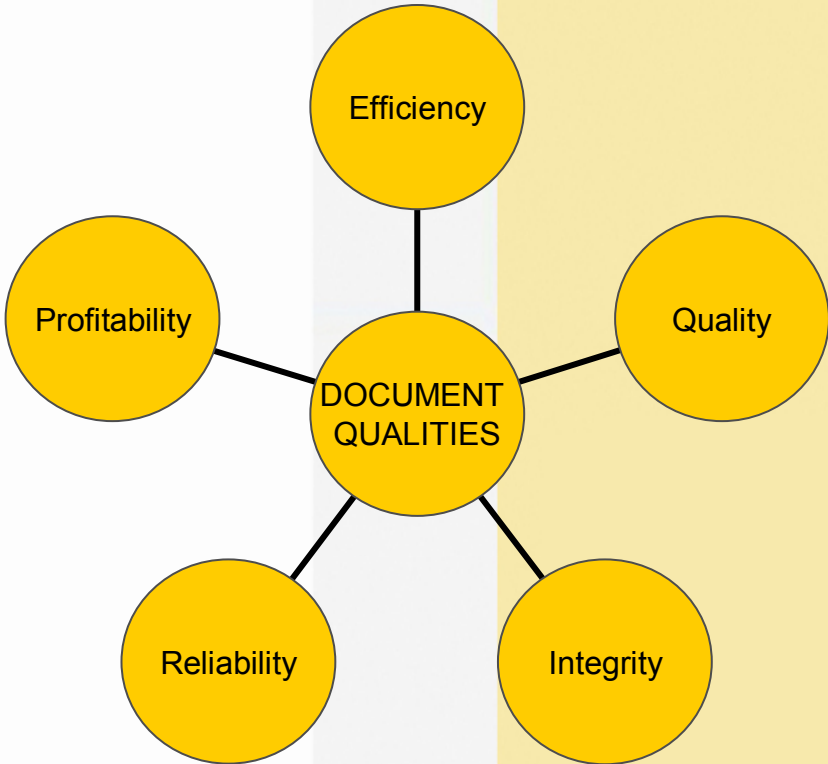 Efficiency
Profitability
Quality
DOCUMENT
QUALITIES
Reliability
Integrity